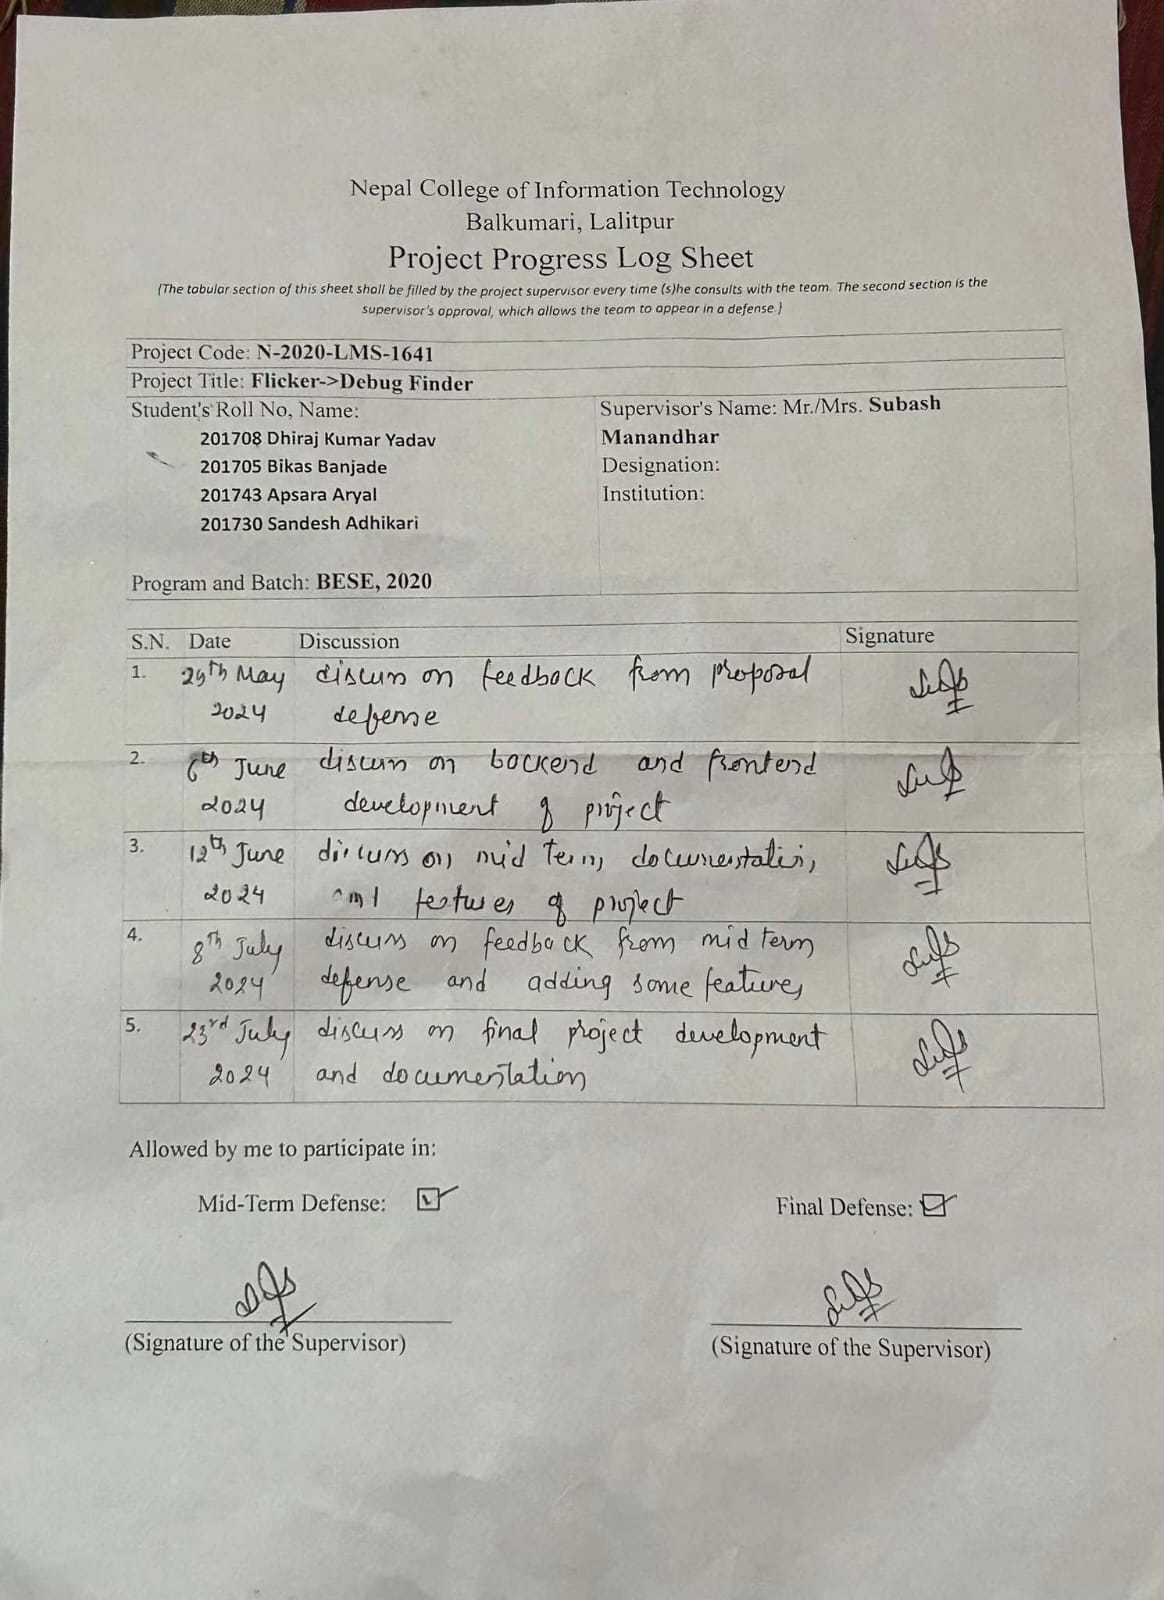 Nepal College of Information Technology
Balkumari, Lalitpur
Project Progress Log Sheet
(The tabular section of this sheet shall be filled by the project supervisor every time (s)he consults with the team. The second section is the
supervisor's approval, which allows the team to appear in a defense.)
Project Code: N-2020-LMS-1641
Project Title: Flicker->Debug Finder
Student's Roll No, Name:
201708 Dhiraj Kumar Yadav
201705 Bikas Banjade
201743 Apsara Aryal
201730 Sandesh Adhikari
Program and Batch: BESE, 2020
Supervisor's Name: Mr./Mrs. Subash
Manandhar
Designation:
Institution:
S.N. Date Discussion Signature
1. 29th May discuss on feedback from proposal
2024 defense
2. 6th June discuss on backend and frontend
2024 development of project
3. 12th June discuss on mid term documentation,
2024 and features of project
4. 8th July discuss on feedback from mid term
2024 defense and adding some features
5. 23rd July discuss on final project development
2024 and documentation
Allowed by me to participate in:
Mid-Term Defense: Final Defense:
(Signature of the Supervisor) (Signature of the Supervisor)